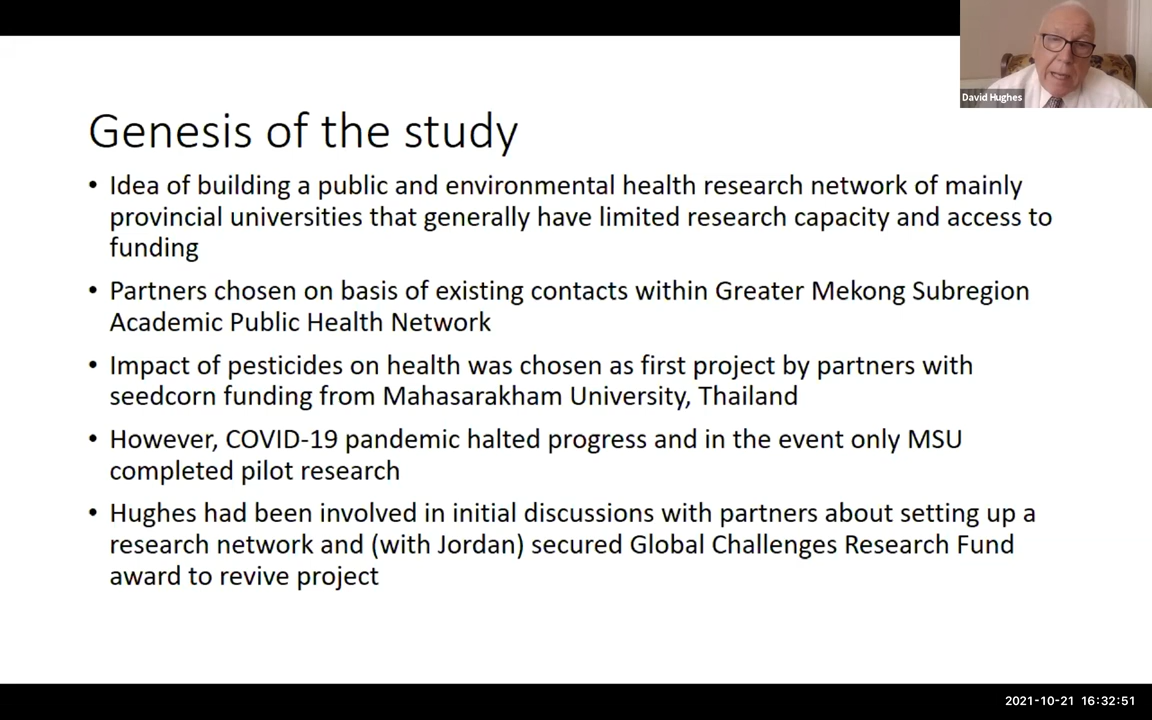 David Hughes
Genesis of the study
• Idea of building a public and environmental health research network of mainly
provincial universities that generally have limited research capacity and access to
funding
• Partners chosen on basis of existing contacts within Greater Mekong Subregion
Academic Public Health Network
• Impact of pesticides on health was chosen as first project by partners with
seedcorn funding from Mahasarakham University, Thailand
• However, COVID-19 pandemic halted progress and in the event only MSU
completed pilot research
• Hughes had been involved in initial discussions with partners about setting up a
research network and (with Jordan) secured Global Challenges Research Fund
award to revive project
2021-10-21 16:32:51